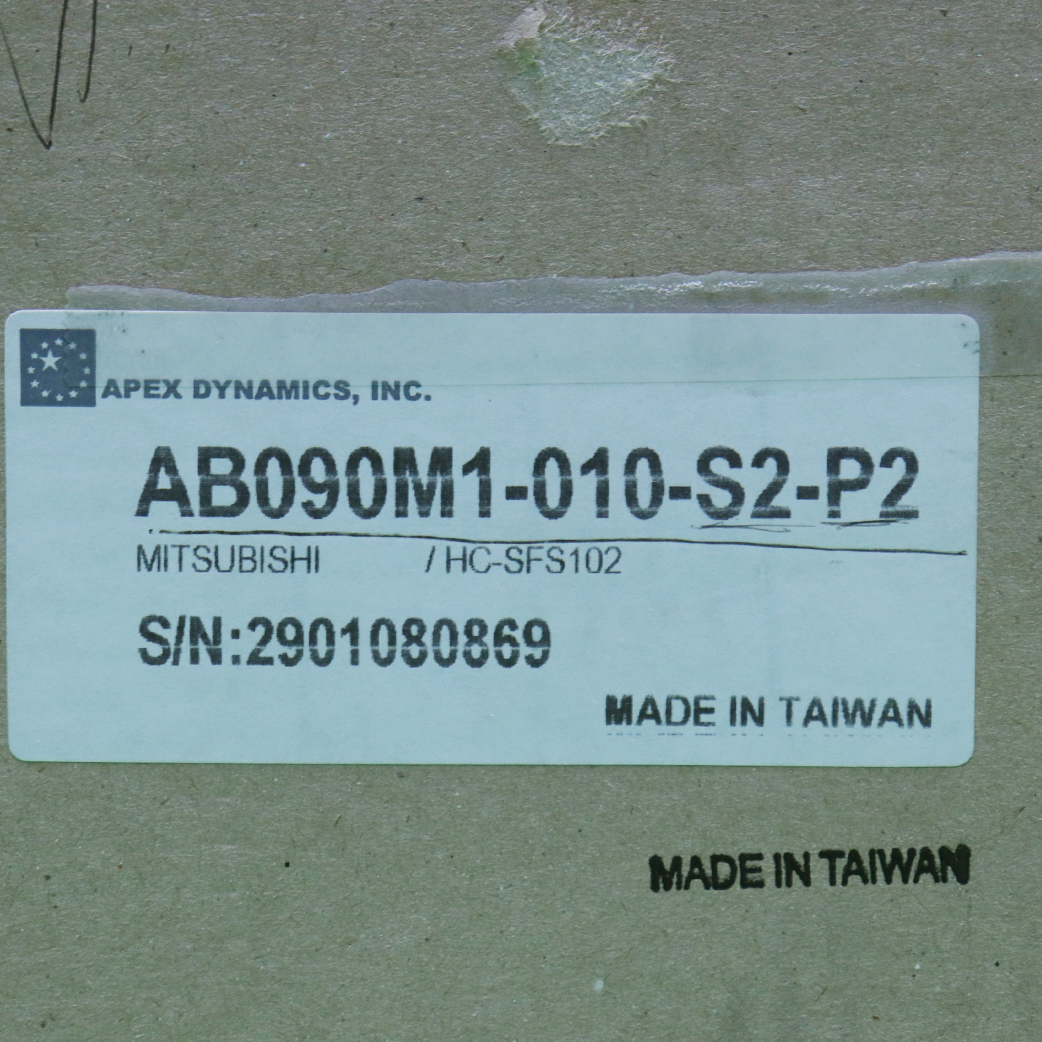 APEX DYNAMICS, INC.
AB090M1-010-S2-P2
MITSUBISHI / HC-SFS102
S/N:2901080869
MADE IN TAIWAN
MADE IN TAIWAN